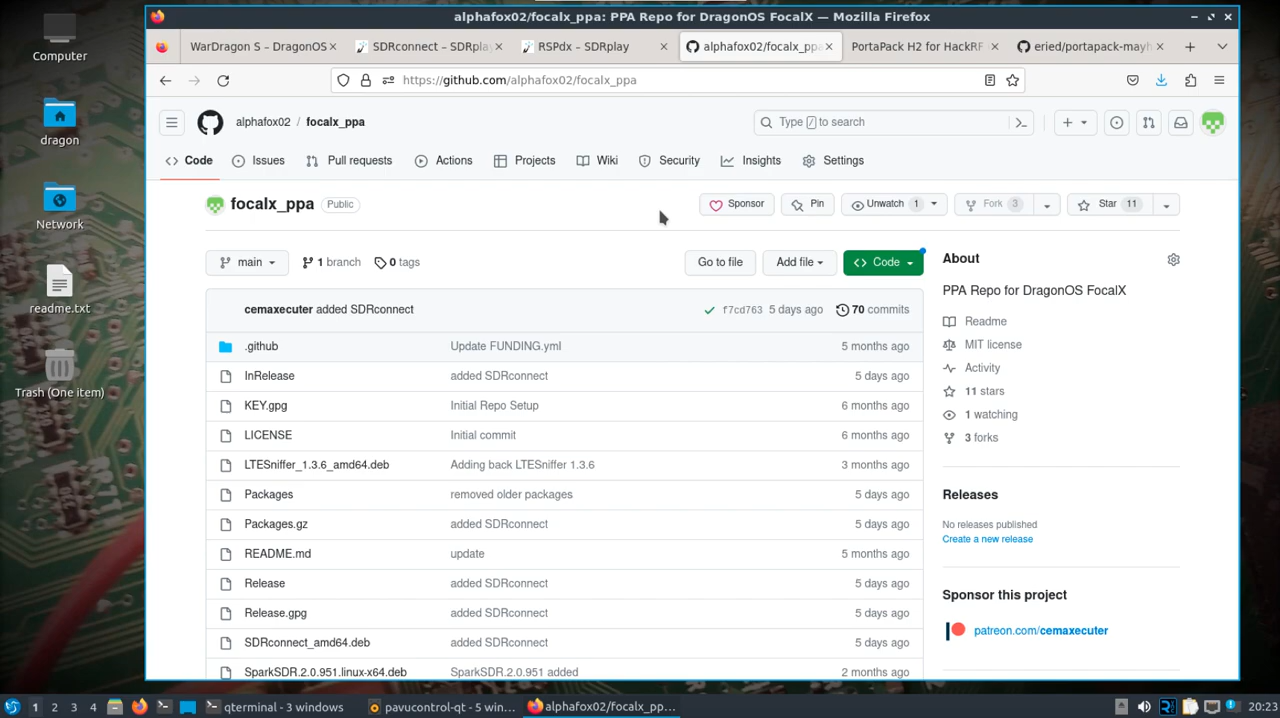 alphafox02/focalx_ppa: PPA Repo for DragonOS FocalX — Mozilla Firefox
WarDragon S – DragonOS
SDRconnect – SDRpla
RSPdx – SDRplay
alphafox02/focalx_ppa
PortaPack H2 for HackRF
eried/portapack-mayh
https://github.com/alphafox02/focalx_ppa
alphafox02 / focalx_ppa
Type / to search
Code
Issues
Pull requests
Actions
Projects
Wiki
Security
Insights
Settings
focalx_ppa Public
Sponsor
Pin
Unwatch 1
Fork 3
Star 11
main
1 branch
0 tags
Go to file
Add file
Code
cemaxecuter added SDRconnect f7cd763 5 days ago 70 commits
.github Update FUNDING.yml 5 months ago
InRelease added SDRconnect 5 days ago
KEY.gpg Initial Repo Setup 6 months ago
LICENSE Initial commit 6 months ago
LTESniffer_1.3.6_amd64.deb Adding back LTESniffer 1.3.6 3 months ago
Packages removed older packages 5 days ago
Packages.gz added SDRconnect 5 days ago
README.md update 5 months ago
Release added SDRconnect 5 days ago
Release.gpg added SDRconnect 5 days ago
SDRconnect_amd64.deb added SDRconnect 5 days ago
SparkSDR.2.0.951.linux-x64.deb SparkSDR.2.0.951 added 2 months ago
About
PPA Repo for DragonOS FocalX
Readme
MIT license
Activity
11 stars
1 watching
3 forks
Releases
No releases published
Create a new release
Sponsor this project
patreon.com/cemaxecuter
Computer
dragon
Network
readme.txt
Trash (One item)
1 2 3 4
qterminal - 3 windows
pavucontrol-qt - 5 win...
alphafox02/focalx_pp...
20:23